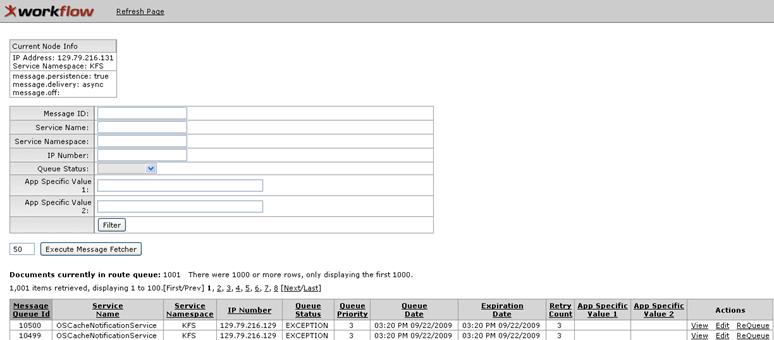 workflow Refresh Page
Current Node Info
IP Address: 129.79.216.131
Service Namespace: KFS
message.persistence: true
message.delivery: async
message.off:
Message ID:
Service Name:
Service Namespace:
IP Number:
Queue Status:
App Specific Value 1:
App Specific Value 2:
Filter
50 Execute Message Fetcher
Documents currently in route queue: 1001 There were 1000 or more rows, only displaying the first 1000.
1,001 items retrieved, displaying 1 to 100.[First/Prev] 1, 2, 3, 4, 5, 6, 7, 8 [Next/Last]
Message Queue Id Service Name Service Namespace IP Number Queue Status Queue Priority Queue Date Expiration Date Retry Count App Specific Value 1 App Specific Value 2 Actions
10500 OSCacheNotificationService KFS 129.79.216.129 EXCEPTION 3 03:20 PM 09/22/2009 03:20 PM 09/22/2009 3 View Edit ReQueue
10499 OSCacheNotificationService KFS 129.79.216.129 EXCEPTION 3 03:20 PM 09/22/2009 03:20 PM 09/22/2009 3 View Edit ReQueue